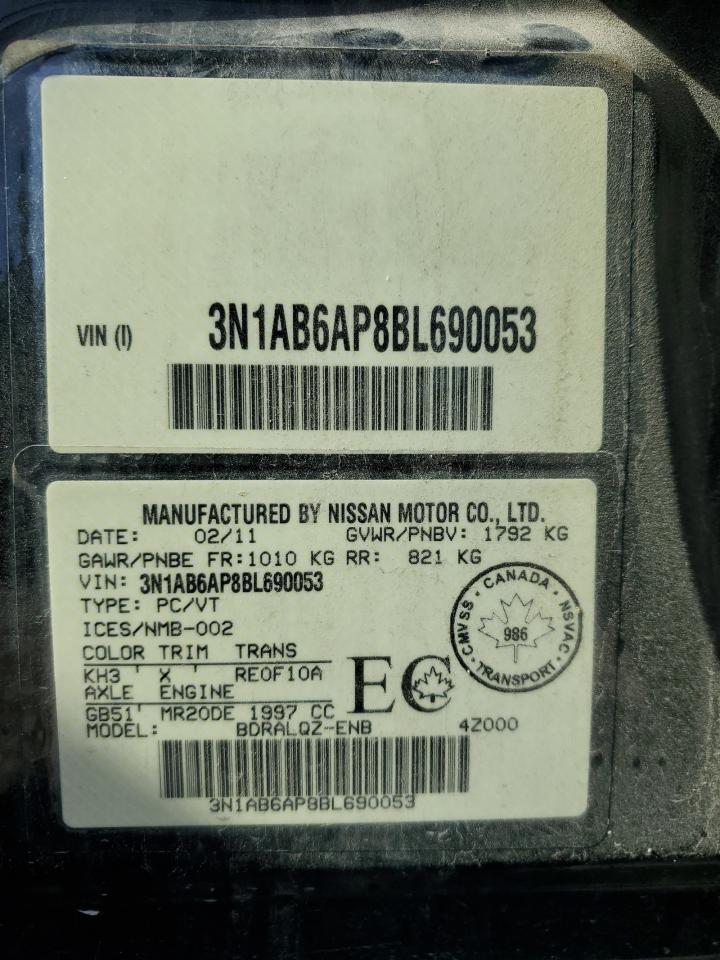 VIN (I) 3N1AB6AP8BL690053
MANUFACTURED BY NISSAN MOTOR CO., LTD.
DATE: 02/11 GVWR/PNBV: 1792 KG
GAWR/PNBE FR:1010 KG RR: 821 KG
VIN: 3N1AB6AP8BL690053
TYPE: PC/VT
ICES/NMB-002
COLOR TRIM TRANS
KH3 ' X ' RE0F10A
AXLE ENGINE
GB51' MR20DE 1997 CC
MODEL: BDRALQZ-ENB 4Z000
EC
CANADA · NSVAC · TRANSPORT · CMVSS ·
986
3N1AB6AP8BL690053